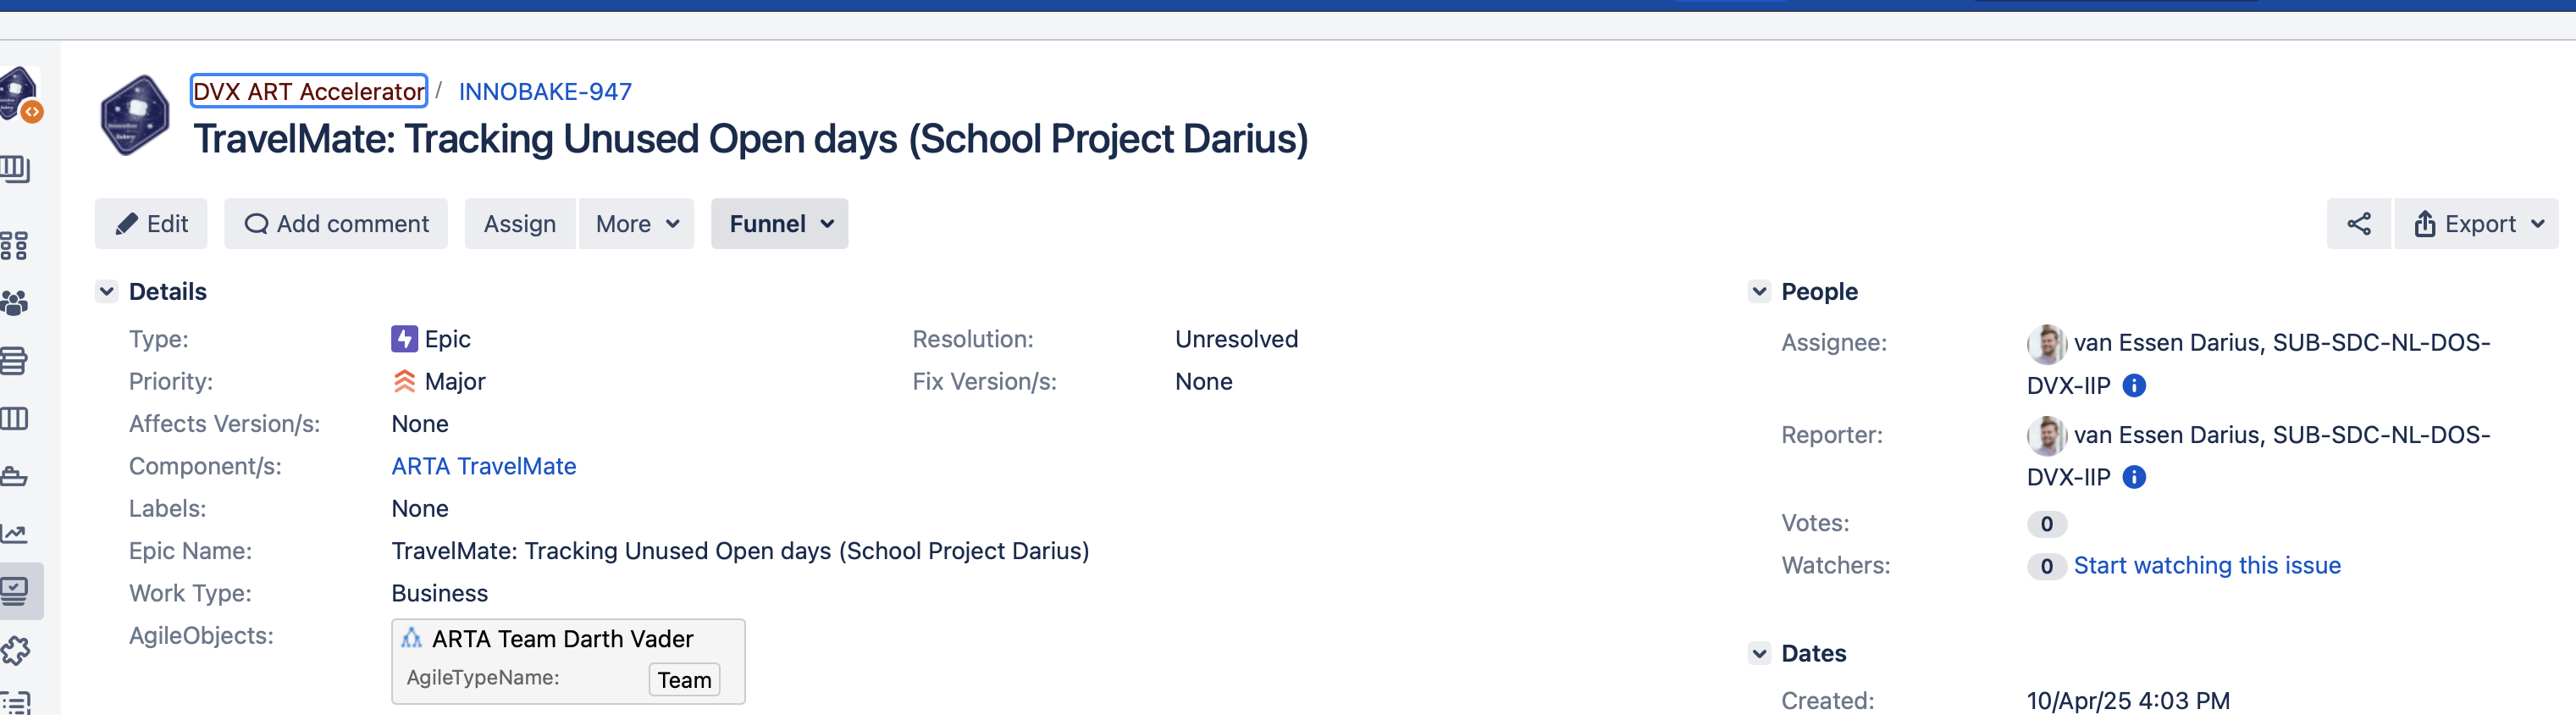 DVX ART Accelerator / INNOBAKE-947
TravelMate: Tracking Unused Open days (School Project Darius)
Edit Add comment Assign More Funnel Export
Details
Type: Epic Resolution: Unresolved
Priority: Major Fix Version/s: None
Affects Version/s: None
Component/s: ARTA TravelMate
Labels: None
Epic Name: TravelMate: Tracking Unused Open days (School Project Darius)
Work Type: Business
AgileObjects: ARTA Team Darth Vader
AgileTypeName: Team
People
Assignee: van Essen Darius, SUB-SDC-NL-DOS-
DVX-IIP
Reporter: van Essen Darius, SUB-SDC-NL-DOS-
DVX-IIP
Votes: 0
Watchers: 0 Start watching this issue
Dates
Created: 10/Apr/25 4:03 PM